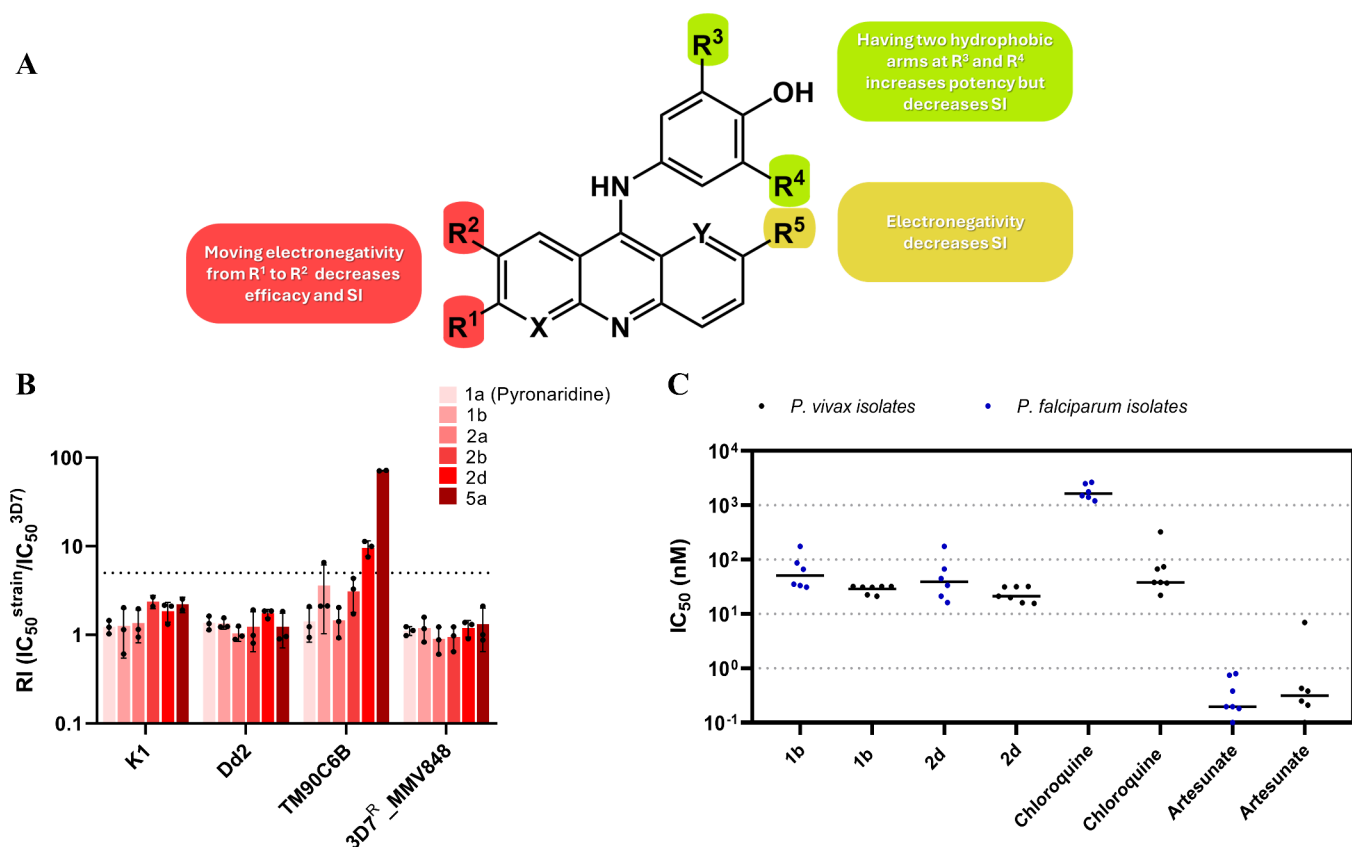 A
R³
OH
Having two hydrophobic
arms at R³ and R⁴
increases potency but
decreases SI
HN
R⁴
R²
Y
R⁵
Electronegativity
decreases SI
Moving electronegativity
from R¹ to R² decreases
efficacy and SI
R¹
X
N
B
1a (Pyronaridine)
1b
2a
2b
2d
5a
RI (IC₅₀ˢᵗʳᵃⁱⁿ/IC₅₀³ᴰ⁷)
100
10
1
0.1
K1
Dd2
TM90C6B
3D7ᴿ_MMV848
C
P. vivax isolates
P. falciparum isolates
IC₅₀ (nM)
10⁴
10³
10²
10¹
10⁰
10⁻¹
1b
1b
2d
2d
Chloroquine
Chloroquine
Artesunate
Artesunate